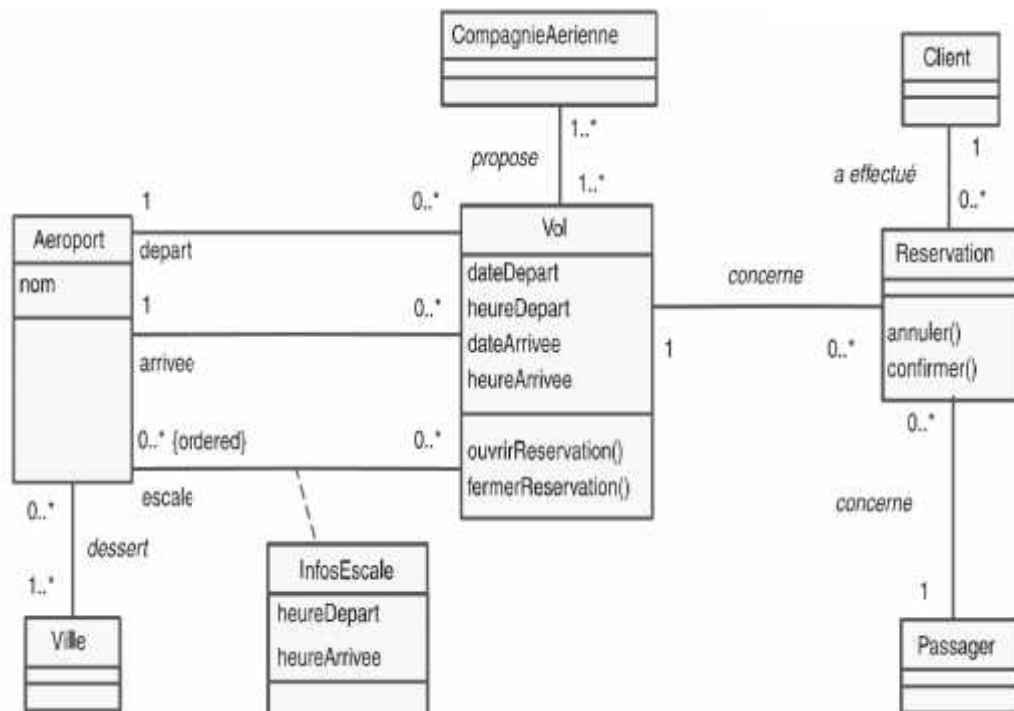 CompagnieAerienne
Client
1..*
1
propose
a effectué
1..*
0..*
1
0..*
Aeroport
depart
Vol
Reservation
nom
dateDepart
concerne
1
0..*
heureDepart
annuler()
dateArrivee
1
0..*
confirmer()
arrivee
heureArrivee
0..* {ordered}
0..*
0..*
ouvrirReservation()
escale
fermerReservation()
0..*
concerne
dessert
InfosEscale
1..*
1
heureDepart
Ville
heureArrivee
Passager